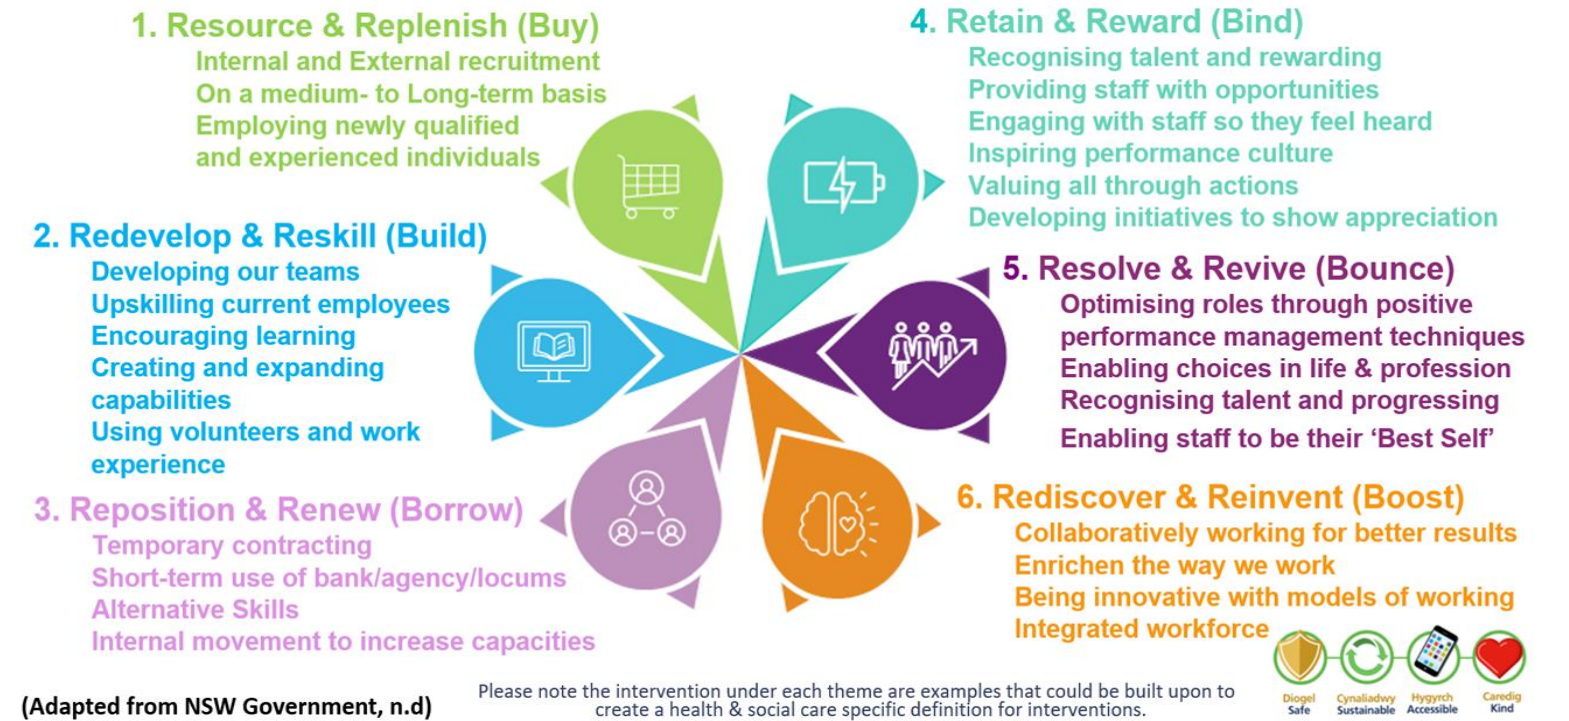 1. Resource & Replenish (Buy)
Internal and External recruitment
On a medium- to Long-term basis
Employing newly qualified
and experienced individuals
2. Redevelop & Reskill (Build)
Developing our teams
Upskilling current employees
Encouraging learning
Creating and expanding
capabilities
Using volunteers and work
experience
3. Reposition & Renew (Borrow)
Temporary contracting
Short-term use of bank/agency/locums
Alternative Skills
Internal movement to increase capacities
4. Retain & Reward (Bind)
Recognising talent and rewarding
Providing staff with opportunities
Engaging with staff so they feel heard
Inspiring performance culture
Valuing all through actions
Developing initiatives to show appreciation
5. Resolve & Revive (Bounce)
Optimising roles through positive
performance management techniques
Enabling choices in life & profession
Recognising talent and progressing
Enabling staff to be their ‘Best Self’
6. Rediscover & Reinvent (Boost)
Collaboratively working for better results
Enrichen the way we work
Being innovative with models of working
Integrated workforce
(Adapted from NSW Government, n.d)
Please note the intervention under each theme are examples that could be built upon to
create a health & social care specific definition for interventions.
Diogel
Safe
Cynaliadwy
Sustainable
Hygyrch
Accessible
Caredig
Kind